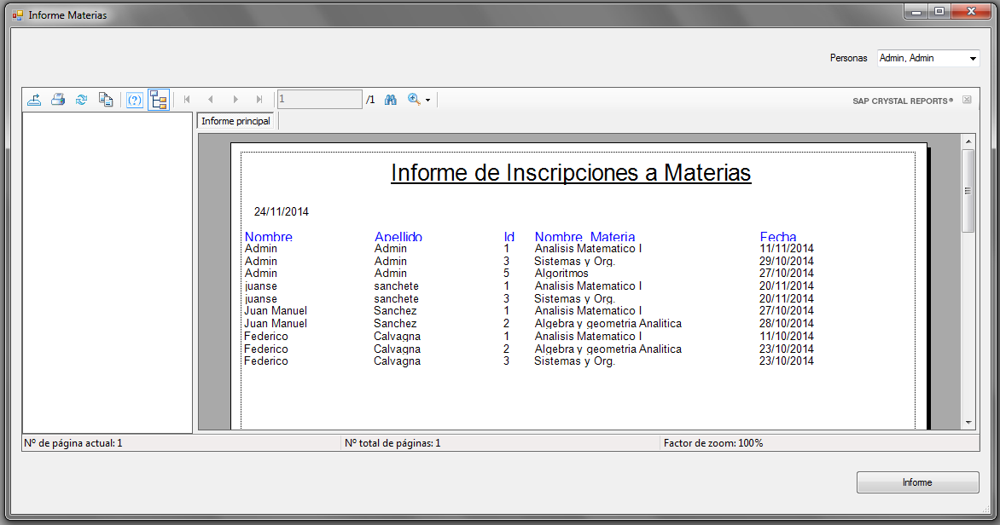 Informe Materias
Personas Admin, Admin
1 /1 SAP CRYSTAL REPORTS®
Informe principal
Informe de Inscripciones a Materias
24/11/2014
Nombre Apellido Id Nombre_Materia Fecha
Admin Admin 1 Analisis Matematico I 11/11/2014
Admin Admin 3 Sistemas y Org. 29/10/2014
Admin Admin 5 Algoritmos 27/10/2014
juanse sanchete 1 Analisis Matematico I 20/11/2014
juanse sanchete 3 Sistemas y Org. 20/11/2014
Juan Manuel Sanchez 1 Analisis Matematico I 27/10/2014
Juan Manuel Sanchez 2 Algebra y geometria Analitica 28/10/2014
Federico Calvagna 1 Analisis Matematico I 11/10/2014
Federico Calvagna 2 Algebra y geometria Analitica 23/10/2014
Federico Calvagna 3 Sistemas y Org. 23/10/2014
Nº de página actual: 1 Nº total de páginas: 1 Factor de zoom: 100%
Informe